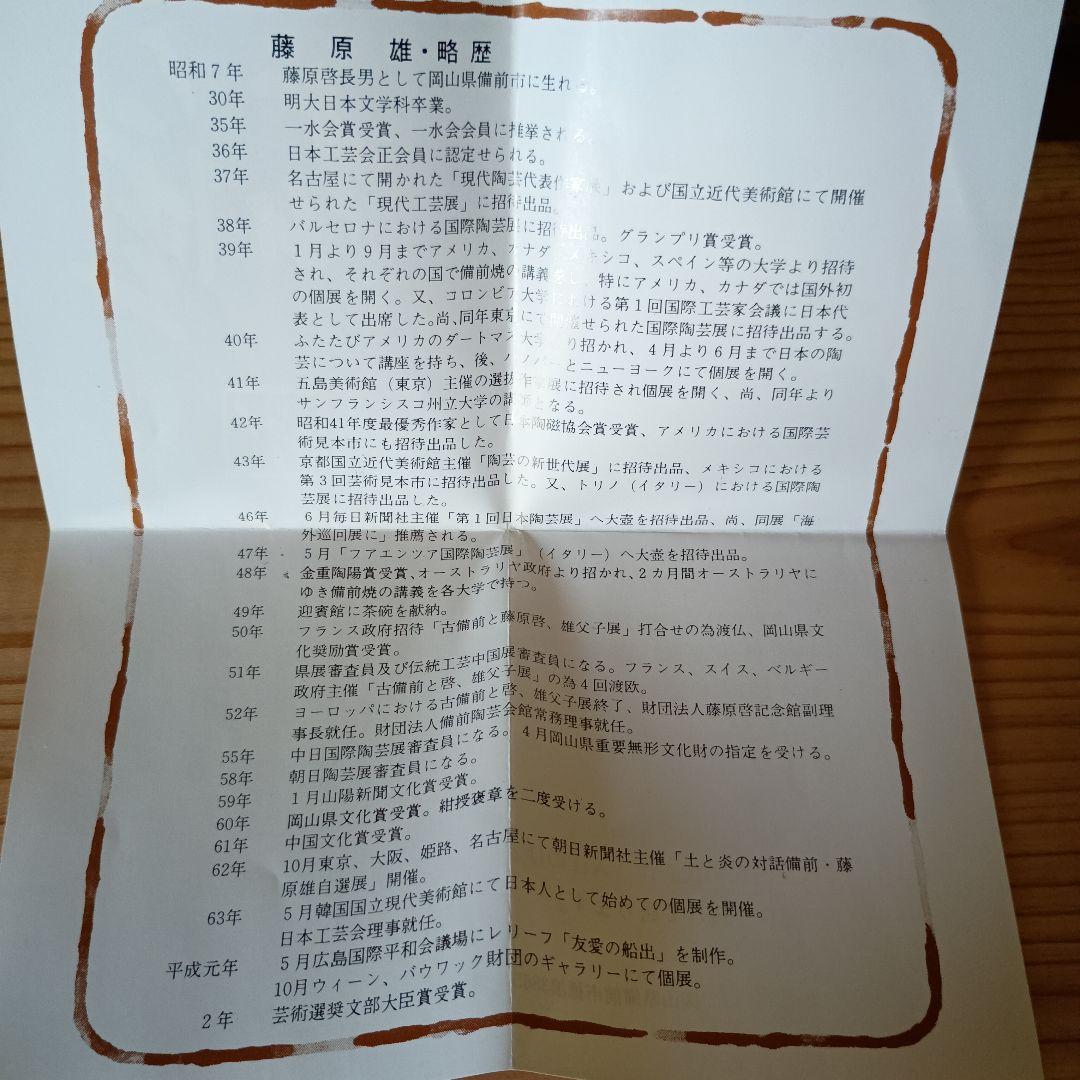 藤原 雄・略歴
昭和7年 藤原啓長男として岡山県備前市に生れる。
30年 明大日本文学科卒業。
35年 一水会賞受賞、一水会会員に推挙される。
36年 日本工芸会正会員に認定せられる。
37年 名古屋にて開かれた「現代陶芸代表作家展」および国立近代美術館にて開催
せられた「現代工芸展」に招待出品。
38年 バルセロナにおける国際陶芸展に招待出品。グランプリ賞受賞。
39年 1月より9月までアメリカ、カナダ、メキシコ、スペイン等の大学より招待
され、それぞれの国で備前焼の講義をし、特にアメリカ、カナダでは国外初
の個展を開く。又、コロンビア大学における第1回国際工芸家会議に日本代
表として出席した。尚、同年東京にて開催せられた国際陶芸展に招待出品する。
40年 ふたたびアメリカのダートマス大学より招かれ、4月より6月まで日本の陶
芸について講座を持ち、後、ハノーバーとニューヨークにて個展を開く。
41年 五島美術館（東京）主催の選抜作家展に招待され個展を開く、尚、同年より
サンフランシスコ州立大学の講師となる。
42年 昭和41年度最優秀作家として日本陶磁協会賞受賞、アメリカにおける国際芸
術見本市にも招待出品した。
43年 京都国立近代美術館主催「陶芸の新世代展」に招待出品、メキシコにおける
第3回芸術見本市に招待出品した。又、トリノ（イタリー）における国際陶
芸展に招待出品した。
46年 6月毎日新聞社主催「第1回日本陶芸展」へ大壺を招待出品、尚、同展「海
外巡回展に」推薦される。
47年 5月「フアエンツア国際陶芸展」（イタリー）へ大壺を招待出品。
48年 金重陶陽賞受賞、オーストラリヤ政府より招かれ、2カ月間オーストラリヤに
ゆき備前焼の講義を各大学で持つ。
49年 迎賓館に茶碗を献納。
50年 フランス政府招待「古備前と藤原啓、雄父子展」打合せの為渡仏、岡山県文
化奨励賞受賞。
51年 県展審査員及び伝統工芸中国展審査員になる。フランス、スイス、ベルギー
政府主催「古備前と啓、雄父子展」の為4回渡欧。
52年 ヨーロッパにおける古備前と啓、雄父子展終了、財団法人藤原啓記念館副理
事長就任。財団法人備前陶芸会館常務理事就任。
55年 中日国際陶芸展審査員になる。4月岡山県重要無形文化財の指定を受ける。
58年 朝日陶芸展審査員になる。
59年 1月山陽新聞文化賞受賞。
60年 岡山県文化賞受賞。紺授褒章を二度受ける。
61年 中国文化賞受賞。
62年 10月東京、大阪、姫路、名古屋にて朝日新聞社主催「土と炎の対話備前・藤
原雄自選展」開催。
63年 5月韓国国立現代美術館にて日本人として始めての個展を開催。
日本工芸会理事就任。
平成元年 5月広島国際平和会議場にレリーフ「友愛の船出」を制作。
10月ウィーン、バウワック財団のギャラリーにて個展。
2年 芸術選奨文部大臣賞受賞。